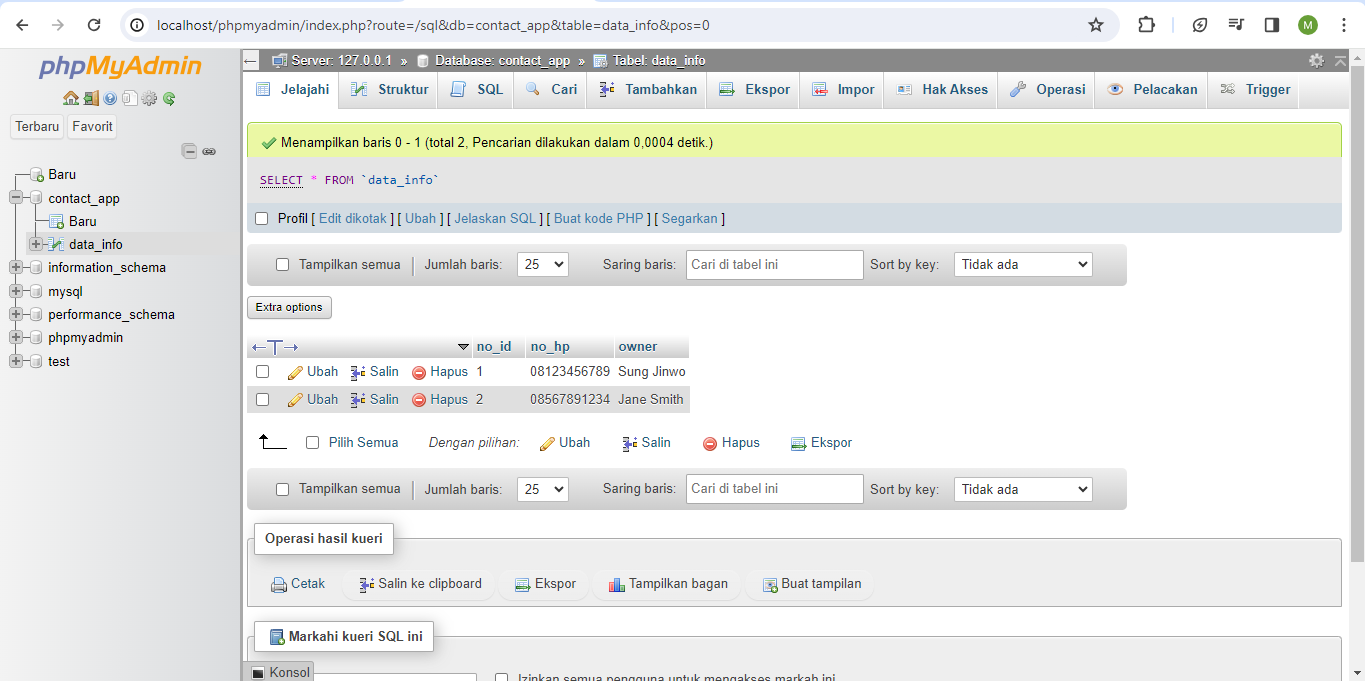 localhost/phpmyadmin/index.php?route=/sql&db=contact_app&table=data_info&pos=0
M
phpMyAdmin
Terbaru Favorit
Baru
contact_app
Baru
data_info
information_schema
mysql
performance_schema
phpmyadmin
test
Server: 127.0.0.1 » Database: contact_app » Tabel: data_info
Jelajahi Struktur SQL Cari Tambahkan Ekspor Impor Hak Akses Operasi Pelacakan Trigger
Menampilkan baris 0 - 1 (total 2, Pencarian dilakukan dalam 0,0004 detik.)
SELECT * FROM `data_info`
Profil [ Edit dikotak ] [ Ubah ] [ Jelaskan SQL ] [ Buat kode PHP ] [ Segarkan ]
Tampilkan semua | Jumlah baris: 25 Saring baris: Cari di tabel ini Sort by key: Tidak ada
Extra options
←T→ no_id no_hp owner
Ubah Salin Hapus 1 08123456789 Sung Jinwo
Ubah Salin Hapus 2 08567891234 Jane Smith
Pilih Semua Dengan pilihan: Ubah Salin Hapus Ekspor
Tampilkan semua | Jumlah baris: 25 Saring baris: Cari di tabel ini Sort by key: Tidak ada
Operasi hasil kueri
Cetak Salin ke clipboard Ekspor Tampilkan bagan Buat tampilan
Markahi kueri SQL ini
Konsol Izinkan semua pengguna untuk mengakses markah ini